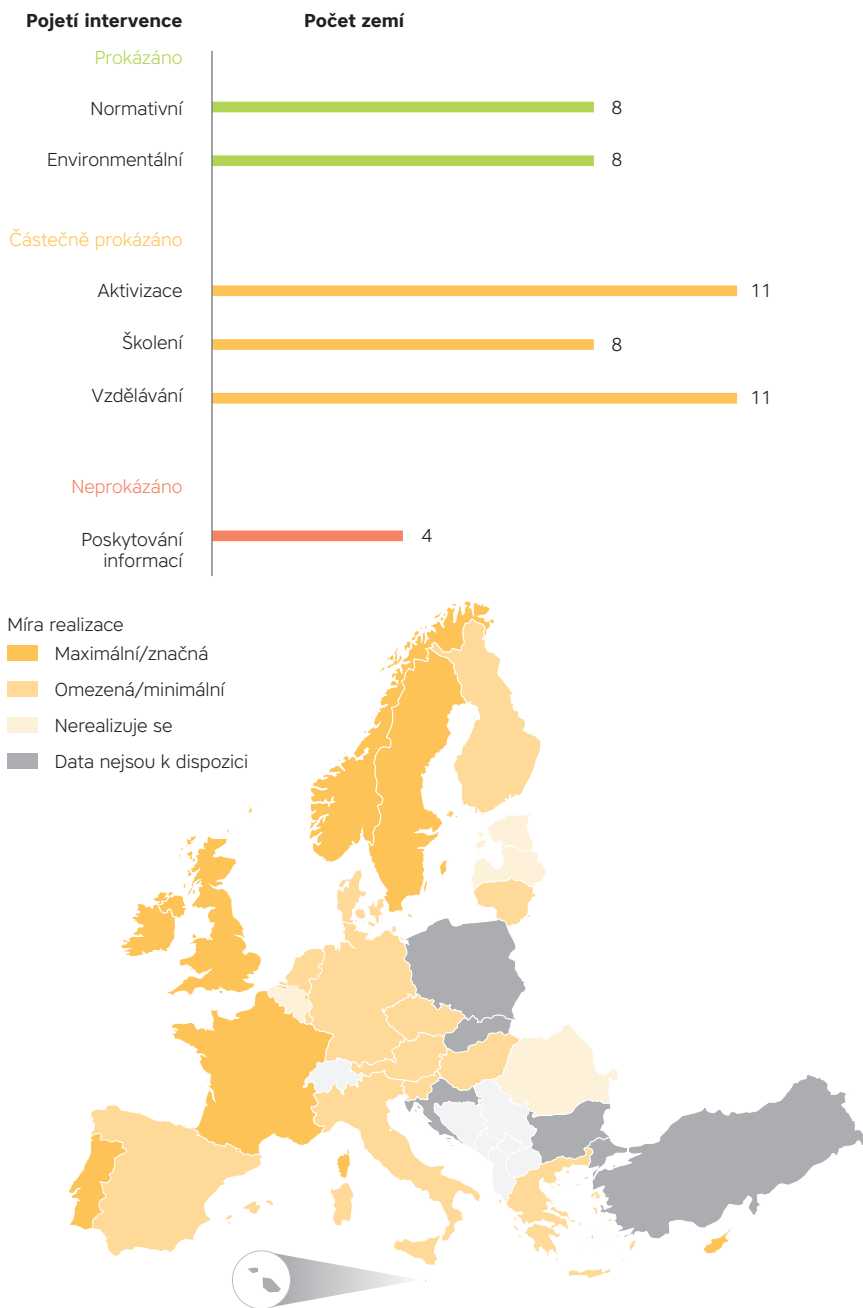 Pojetí intervence Počet zemí
Prokázáno
Normativní 8
Environmentální 8
Částečně prokázáno
Aktivizace 11
Školení 8
Vzdělávání 11
Neprokázáno
Poskytování
informací 4
Míra realizace
Maximální/značná
Omezená/minimální
Nerealizuje se
Data nejsou k dispozici